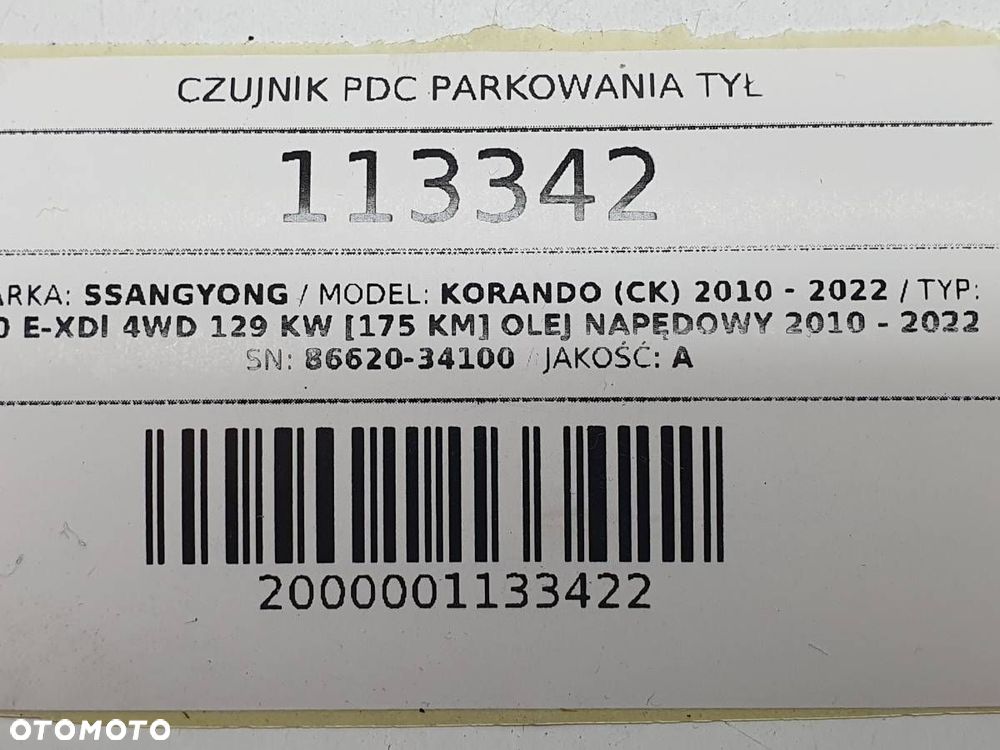 CZUJNIK PDC PARKOWANIA TYŁ
113342
ARKA: SSANGYONG / MODEL: KORANDO (CK) 2010 - 2022 / TYP:
0 E-XDI 4WD 129 KW [175 KM] OLEJ NAPĘDOWY 2010 - 2022
SN: 86620-34100 / JAKOŚĆ: A
2000001133422
OTOMOTO